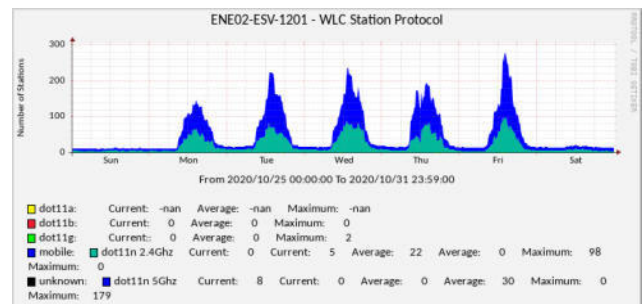 ENE02-ESV-1201 - WLC Station Protocol
RRDTOOL / TOBI OETIKER
Number of Stations
300
200
100
0
Sun Mon Tue Wed Thu Fri Sat
From 2020/10/25 00:00:00 To 2020/10/31 23:59:00
dot11a: Current: -nan Average: -nan Maximum: -nan
dot11b: Current: 0 Average: 0 Maximum: 0
dot11g: Current:: 0 Average: 0 Maximum: 2
mobile: dot11n 2.4Ghz Current: 0 Current: 5 Average: 22 Average: 0 Maximum: 98
Maximum: 0
unknown: dot11n 5Ghz Current: 8 Current: 0 Average: 0 Average: 30 Maximum: 0
Maximum: 179